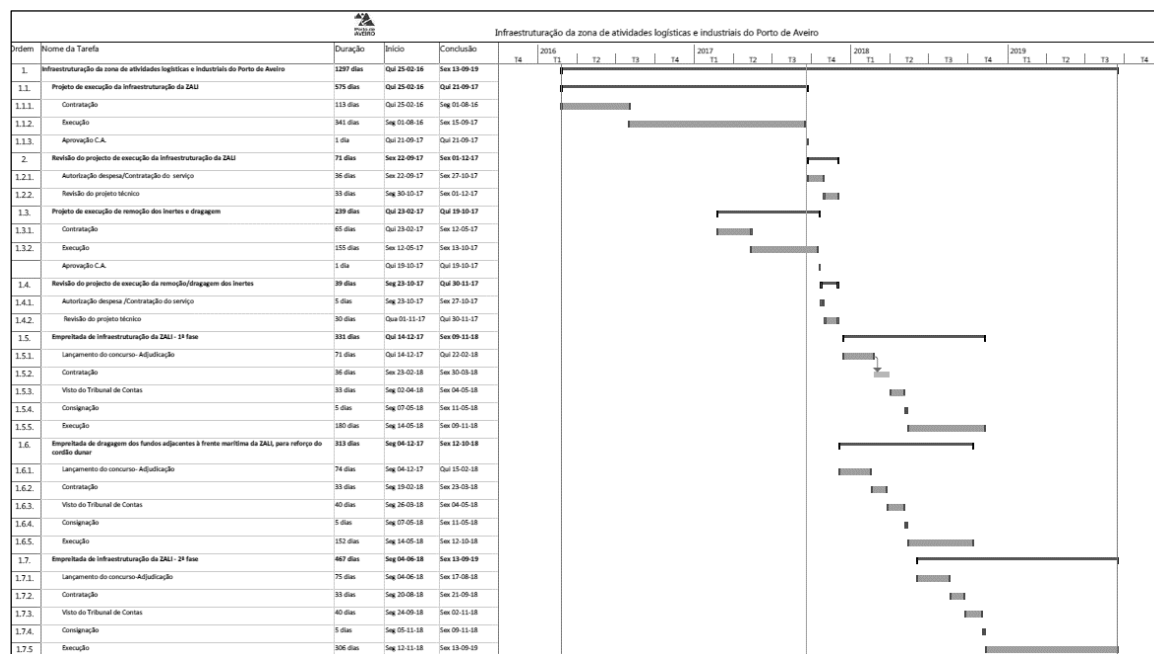 Porto de
AVEIRO
Infraestruturação da zona de atividades logísticas e industriais do Porto de Aveiro
Ordem Nome da Tarefa Duração Início Conclusão 2016 2017 2018 2019
T4 T1 T2 T3 T1 T2 T3 T4 T1 T2 T3 T4 T1 T2 T3 T4
1. Infraestruturação da zona de atividades logísticas e industriais do Porto de Aveiro 1297 dias Qui 25-02-16 Sex 13-09-19
1.1. Projeto de execução da infraestruturação da ZALI 575 dias Qui 25-02-16 Qui 21-09-17
1.1.1. Contratação 113 dias Qui 25-02-16 Seg 01-08-16
1.1.2. Execução 341 dias Seg 01-08-16 Sex 15-09-17
1.1.3. Aprovação C.A. 1 dia Qui 21-09-17 Qui 21-09-17
2. Revisão do projecto de execução da infraestruturação da ZALI 71 dias Sex 22-09-17 Sex 01-12-17
1.2.1. Autorização despesa/Contratação do serviço 36 dias Sex 22-09-17 Sex 27-10-17
1.2.2. Revisão do projeto técnico 33 dias Seg 30-10-17 Sex 01-12-17
1.3. Projeto de execução de remoção dos inertes e dragagem 239 dias Qui 23-02-17 Qui 19-10-17
1.3.1. Contratação 65 dias Qui 23-02-17 Sex 12-05-17
1.3.2. Execução 155 dias Sex 12-05-17 Sex 13-10-17
Aprovação C.A. 1 dia Qui 19-10-17 Qui 19-10-17
1.4. Revisão do projecto de execução da remoção/dragagem dos inertes 39 dias Seg 23-10-17 Qui 30-11-17
1.4.1. Autorização despesa /Contratação do serviço 5 dias Seg 23-10-17 Sex 27-10-17
1.4.2. Revisão do projeto técnico 30 dias Qua 01-11-17 Qui 30-11-17
1.5. Empreitada de infraestruturação da ZALI - 1ª fase 331 dias Qui 14-12-17 Sex 09-11-18
1.5.1. Lançamento do concurso- Adjudicação 71 dias Qui 14-12-17 Qui 22-02-18
1.5.2. Contratação 36 dias Sex 23-02-18 Sex 30-03-18
1.5.3. Visto do Tribunal de Contas 33 dias Seg 02-04-18 Sex 04-05-18
1.5.4. Consignação 5 dias Seg 07-05-18 Sex 11-05-18
1.5.5. Execução 180 dias Seg 14-05-18 Sex 09-11-18
1.6. Empreitada de dragagem dos fundos adjacentes à frente marítima da ZALI, para reforço do 313 dias Seg 04-12-17 Sex 12-10-18
cordão dunar
1.6.1. Lançamento do concurso- Adjudicação 74 dias Seg 04-12-17 Qui 15-02-18
1.6.2. Contratação 33 dias Seg 19-02-18 Sex 23-03-18
1.6.3. Visto do Tribunal de Contas 40 dias Seg 26-03-18 Sex 04-05-18
1.6.4. Consignação 5 dias Seg 07-05-18 Sex 11-05-18
1.6.5. Execução 152 dias Seg 14-05-18 Sex 12-10-18
1.7. Empreitada de Infraestruturação da ZALI - 2ª fase 467 dias Seg 04-06-18 Sex 13-09-19
1.7.1. Lançamento do concurso-Adjudicação 75 dias Seg 04-06-18 Sex 17-08-18
1.7.2. Contratação 33 dias Seg 20-08-18 Sex 21-09-18
1.7.3. Visto do Tribunal de Contas 40 dias Seg 24-09-18 Sex 02-11-18
1.7.4. Consignação 5 dias Seg 05-11-18 Sex 09-11-18
1.7.5 Execução 306 dias Seg 12-11-18 Sex 13-09-19